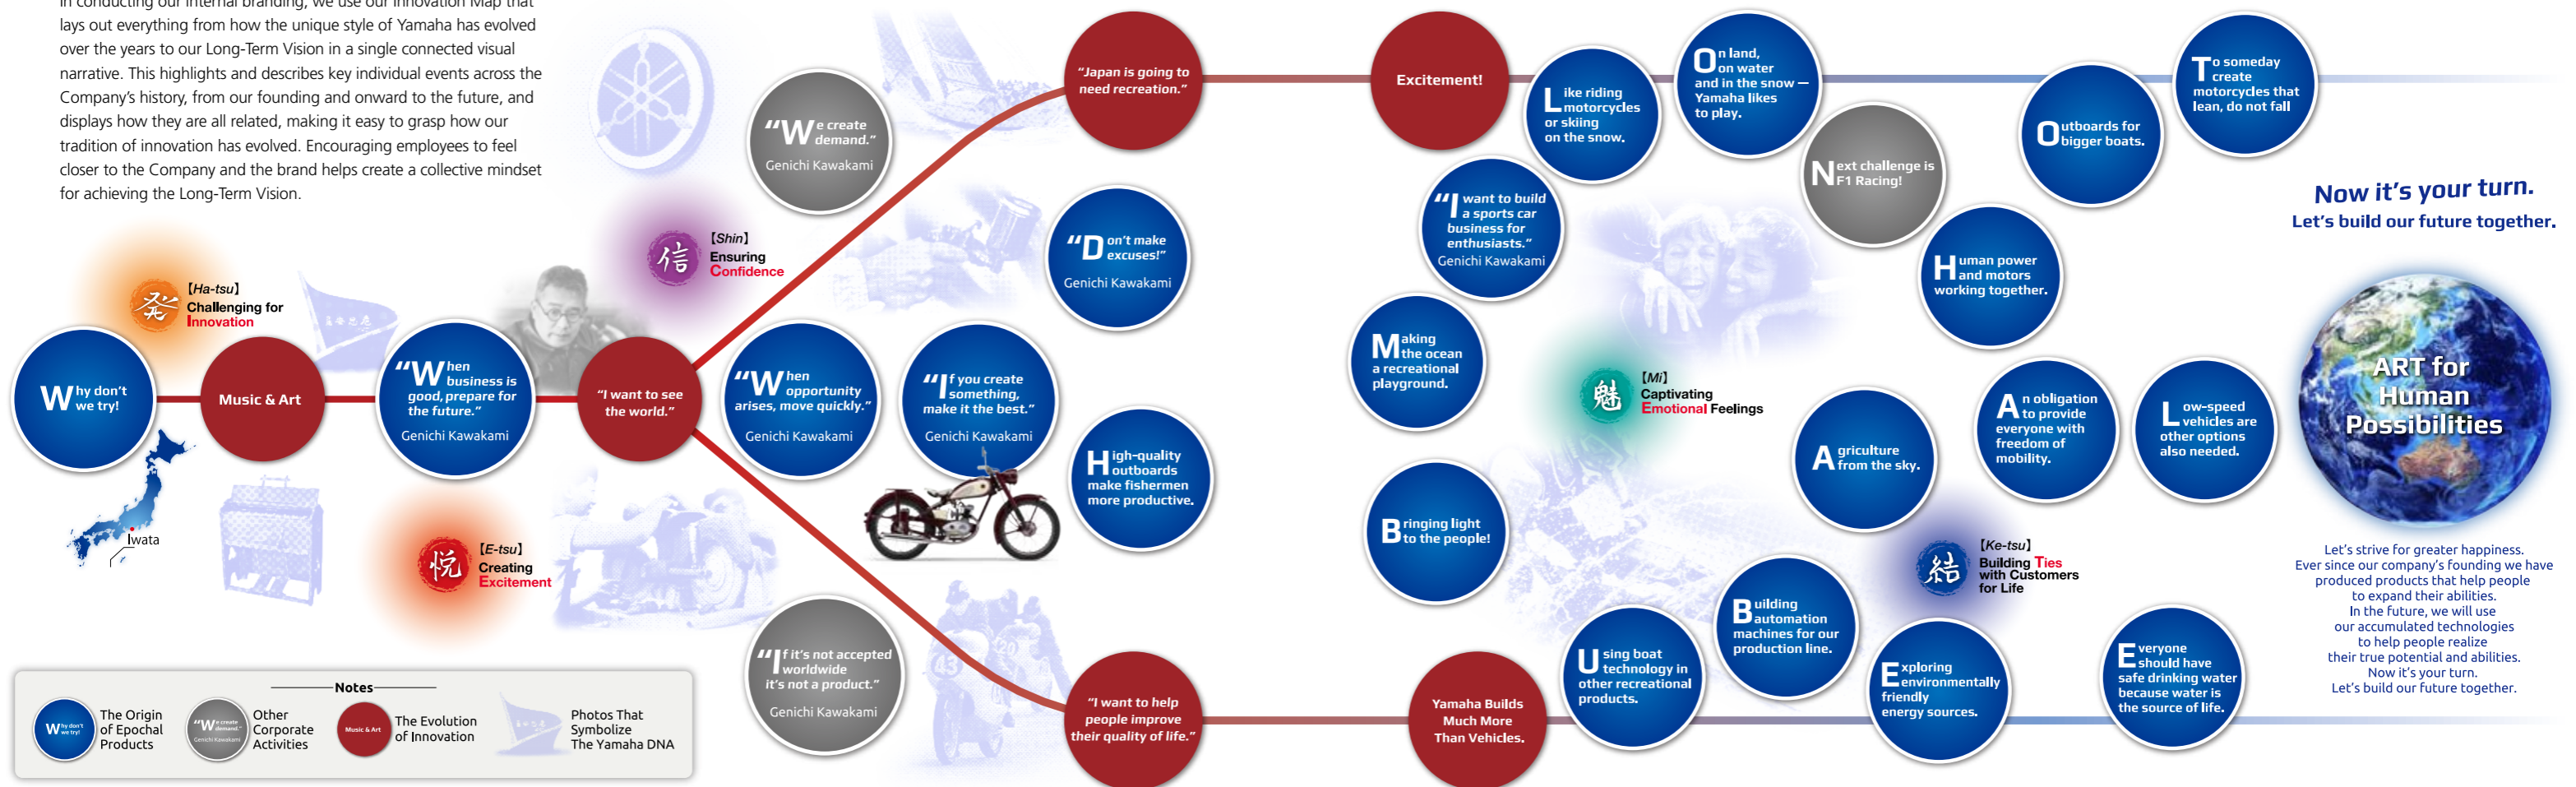 In conducting our internal branding, we use our Innovation Map that
lays out everything from how the unique style of Yamaha has evolved
over the years to our Long-Term Vision in a single connected visual
narrative. This highlights and describes key individual events across the
Company's history, from our founding and onward to the future, and
displays how they are all related, making it easy to grasp how our
tradition of innovation has evolved. Encouraging employees to feel
closer to the Company and the brand helps create a collective mindset
for achieving the Long-Term Vision.
発
【Ha-tsu】
Challenging for
Innovation
Why don't
we try!
Iwata
Music & Art
"When
business is
good, prepare for
the future."
Genichi Kawakami
悦
【E-tsu】
Creating
Excitement
信
【Shin】
Ensuring
Confidence
"I want to see
the world."
"We create
demand."
Genichi Kawakami
"When
opportunity
arises, move quickly."
Genichi Kawakami
"If you create
something,
make it the best."
Genichi Kawakami
"If it's not accepted
worldwide
it's not a product."
Genichi Kawakami
43
20
"Japan is going to
need recreation."
"Don't make
excuses!"
Genichi Kawakami
High-quality
outboards
make fishermen
more productive.
"I want to help
people improve
their quality of life."
Excitement!
Like riding
motorcycles
or skiing
on the snow.
On land,
on water
and in the snow —
Yamaha likes
to play.
"I want to build
a sports car
business for
enthusiasts."
Genichi Kawakami
Next challenge is
F1 Racing!
Outboards for
bigger boats.
To someday
create
motorcycles that
lean, do not fall
Human power
and motors
working together.
Making
the ocean
a recreational
playground.
魅
【Mi】
Captivating
Emotional Feelings
Bringing light
to the people!
Agriculture
from the sky.
An obligation
to provide
everyone with
freedom of
mobility.
Low-speed
vehicles are
other options
also needed.
結
【Ke-tsu】
Building Ties
with Customers
for Life
Yamaha Builds
Much More
Than Vehicles.
Using boat
technology in
other recreational
products.
Building
automation
machines for our
production line.
Exploring
environmentally
friendly
energy sources.
Everyone
should have
safe drinking water
because water is
the source of life.
Now it's your turn.
Let's build our future together.
ART for
Human
Possibilities
Let's strive for greater happiness.
Ever since our company's founding we have
produced products that help people
to expand their abilities.
In the future, we will use
our accumulated technologies
to help people realize
their true potential and abilities.
Now it's your turn.
Let's build our future together.
Notes
Why don't
we try!
The Origin
of Epochal
Products
"We create
demand."
Genichi Kawakami
Other
Corporate
Activities
Music & Art
The Evolution
of Innovation
Photos That
Symbolize
The Yamaha DNA